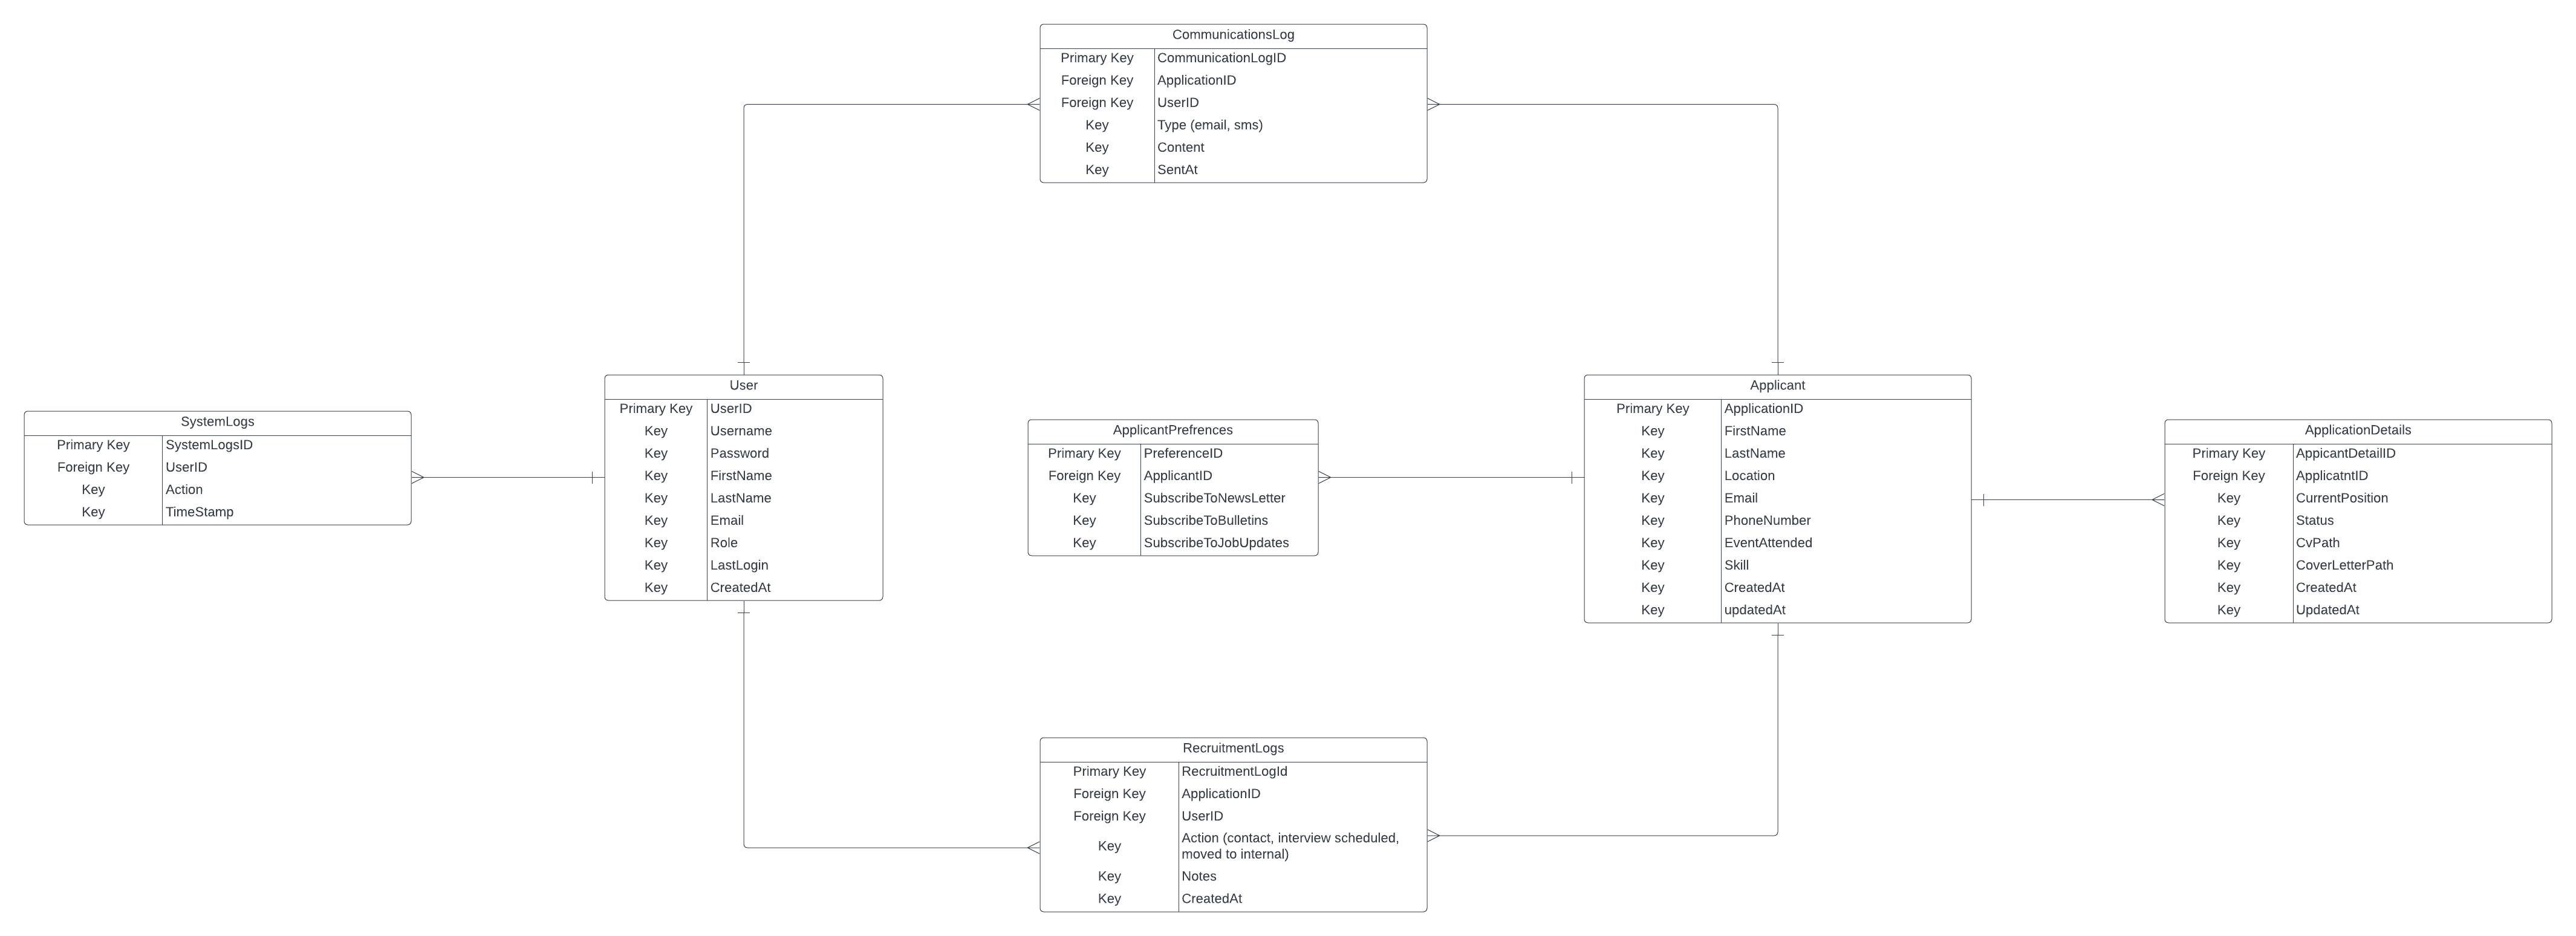 CommunicationsLog
Primary Key CommunicationLogID
Foreign Key ApplicationID
Foreign Key UserID
Key Type (email, sms)
Key Content
Key SentAt
SystemLogs
Primary Key SystemLogsID
Foreign Key UserID
Key Action
Key TimeStamp
User
Primary Key UserID
Key Username
Key Password
Key FirstName
Key LastName
Key Email
Key Role
Key LastLogin
Key CreatedAt
ApplicantPrefrences
Primary Key PreferenceID
Foreign Key ApplicantID
Key SubscribeToNewsLetter
Key SubscribeToBulletins
Key SubscribeToJobUpdates
Applicant
Primary Key ApplicationID
Key FirstName
Key LastName
Key Location
Key Email
Key PhoneNumber
Key EventAttended
Key Skill
Key CreatedAt
Key updatedAt
ApplicationDetails
Primary Key AppicantDetailID
Foreign Key ApplicatntID
Key CurrentPosition
Key Status
Key CvPath
Key CoverLetterPath
Key CreatedAt
Key UpdatedAt
RecruitmentLogs
Primary Key RecruitmentLogId
Foreign Key ApplicationID
Foreign Key UserID
Key Action (contact, interview scheduled,
moved to internal)
Key Notes
Key CreatedAt